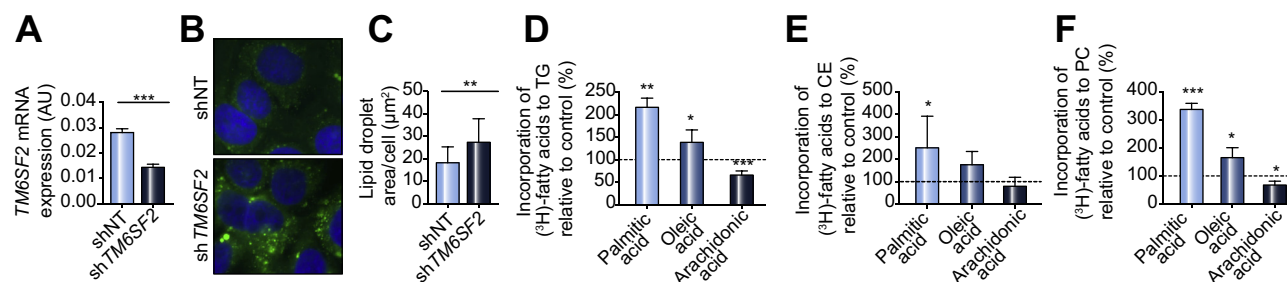 A
TM6SF2 mRNA
expression (AU)
0.04
0.03
0.02
0.01
0.00
***
shNT
shTM6SF2
B
shNT
shTM6SF2
C
Lipid droplet
area/cell (µm²)
50
40
30
20
10
0
**
shNT
shTM6SF2
D
Incorporation of
(³H)-fatty acids to TG
relative to control (%)
250
200
150
100
50
0
**
*
***
Palmitic
acid
Oleic
acid
Arachidonic
acid
E
Incorporation of
(³H)-fatty acids to CE
relative to control (%)
500
400
300
200
100
0
*
Palmitic
acid
Oleic
acid
Arachidonic
acid
F
Incorporation of
(³H)-fatty acids to PC
relative to control (%)
400
300
200
100
0
***
*
*
Palmitic
acid
Oleic
acid
Arachidonic
acid